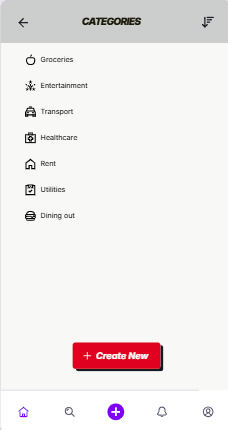 CATEGORIES
Groceries
Entertainment
Transport
Healthcare
Rent
Utilities
Dining out
+ Create New